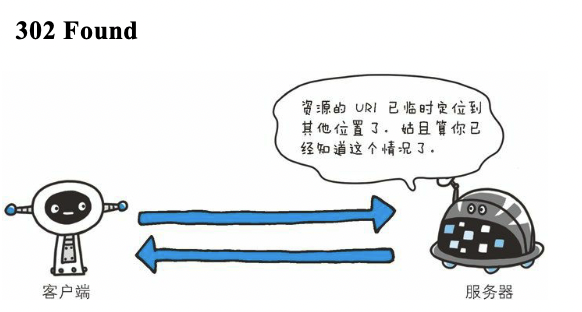 302 Found
资源的 URI 已临时定位到
其他位置了。姑且算你已
经知道这个情况了。
客户端
服务器